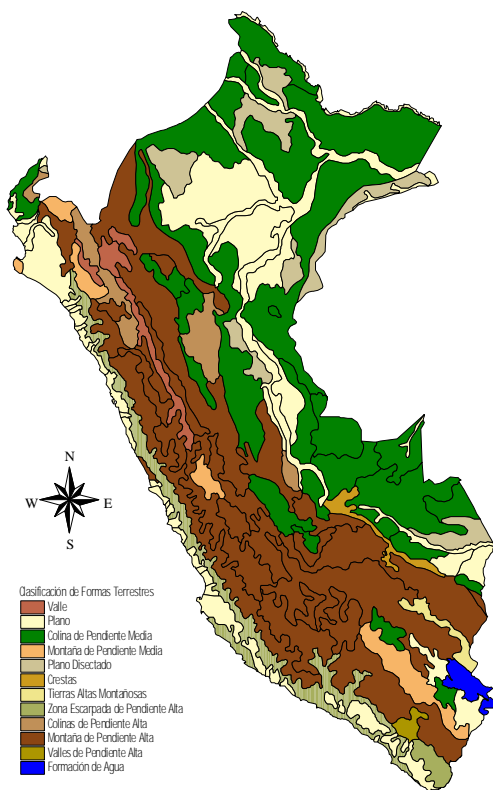 N
W E
S
Clasificación de Formas Terrestres
Valle
Plano
Colina de Pendiente Media
Montaña de Pendiente Media
Plano Disectado
Crestas
Tierras Altas Montañosas
Zona Escarpada de Pendiente Alta
Colinas de Pendiente Alta
Montaña de Pendiente Alta
Valles de Pendiente Alta
Formación de Agua